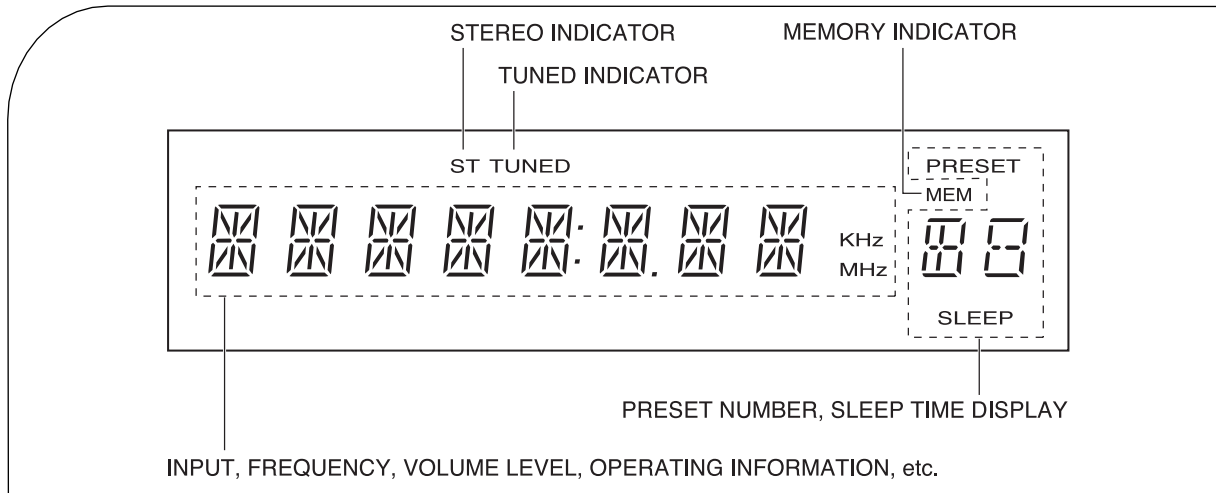 STEREO INDICATOR
MEMORY INDICATOR
TUNED INDICATOR
ST TUNED
PRESET
MEM
KHz
MHz
SLEEP
PRESET NUMBER, SLEEP TIME DISPLAY
INPUT, FREQUENCY, VOLUME LEVEL, OPERATING INFORMATION, etc.